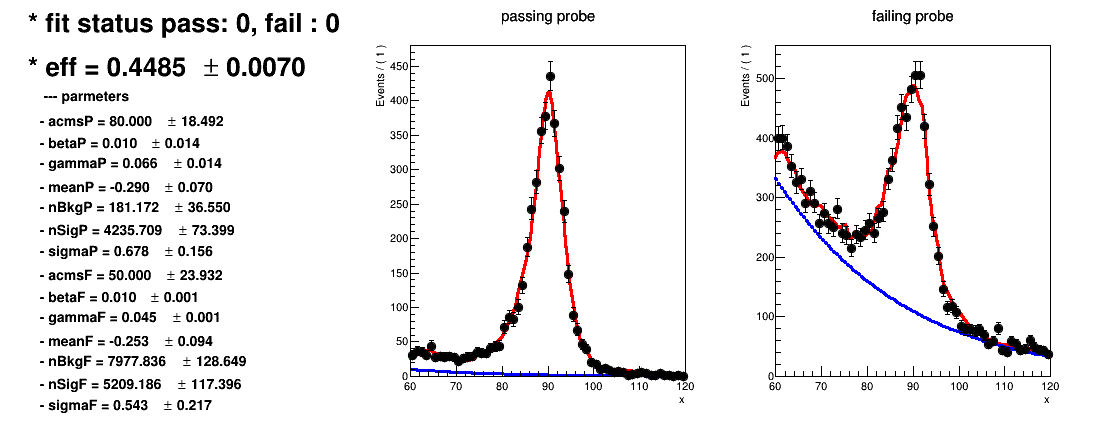 * fit status pass: 0, fail : 0
* eff = 0.4485 ± 0.0070
--- parmeters
- acmsP = 80.000 ± 18.492
- betaP = 0.010 ± 0.014
- gammaP = 0.066 ± 0.014
- meanP = -0.290 ± 0.070
- nBkgP = 181.172 ± 36.550
- nSigP = 4235.709 ± 73.399
- sigmaP = 0.678 ± 0.156
- acmsF = 50.000 ± 23.932
- betaF = 0.010 ± 0.001
- gammaF = 0.045 ± 0.001
- meanF = -0.253 ± 0.094
- nBkgF = 7977.836 ± 128.649
- nSigF = 5209.186 ± 117.396
- sigmaF = 0.543 ± 0.217
passing probe
Events / ( 1 )
450
400
350
300
250
200
150
100
50
0
60 70 80 90 100 110 120
x
failing probe
Events / ( 1 )
500
400
300
200
100
0
60 70 80 90 100 110 120
x